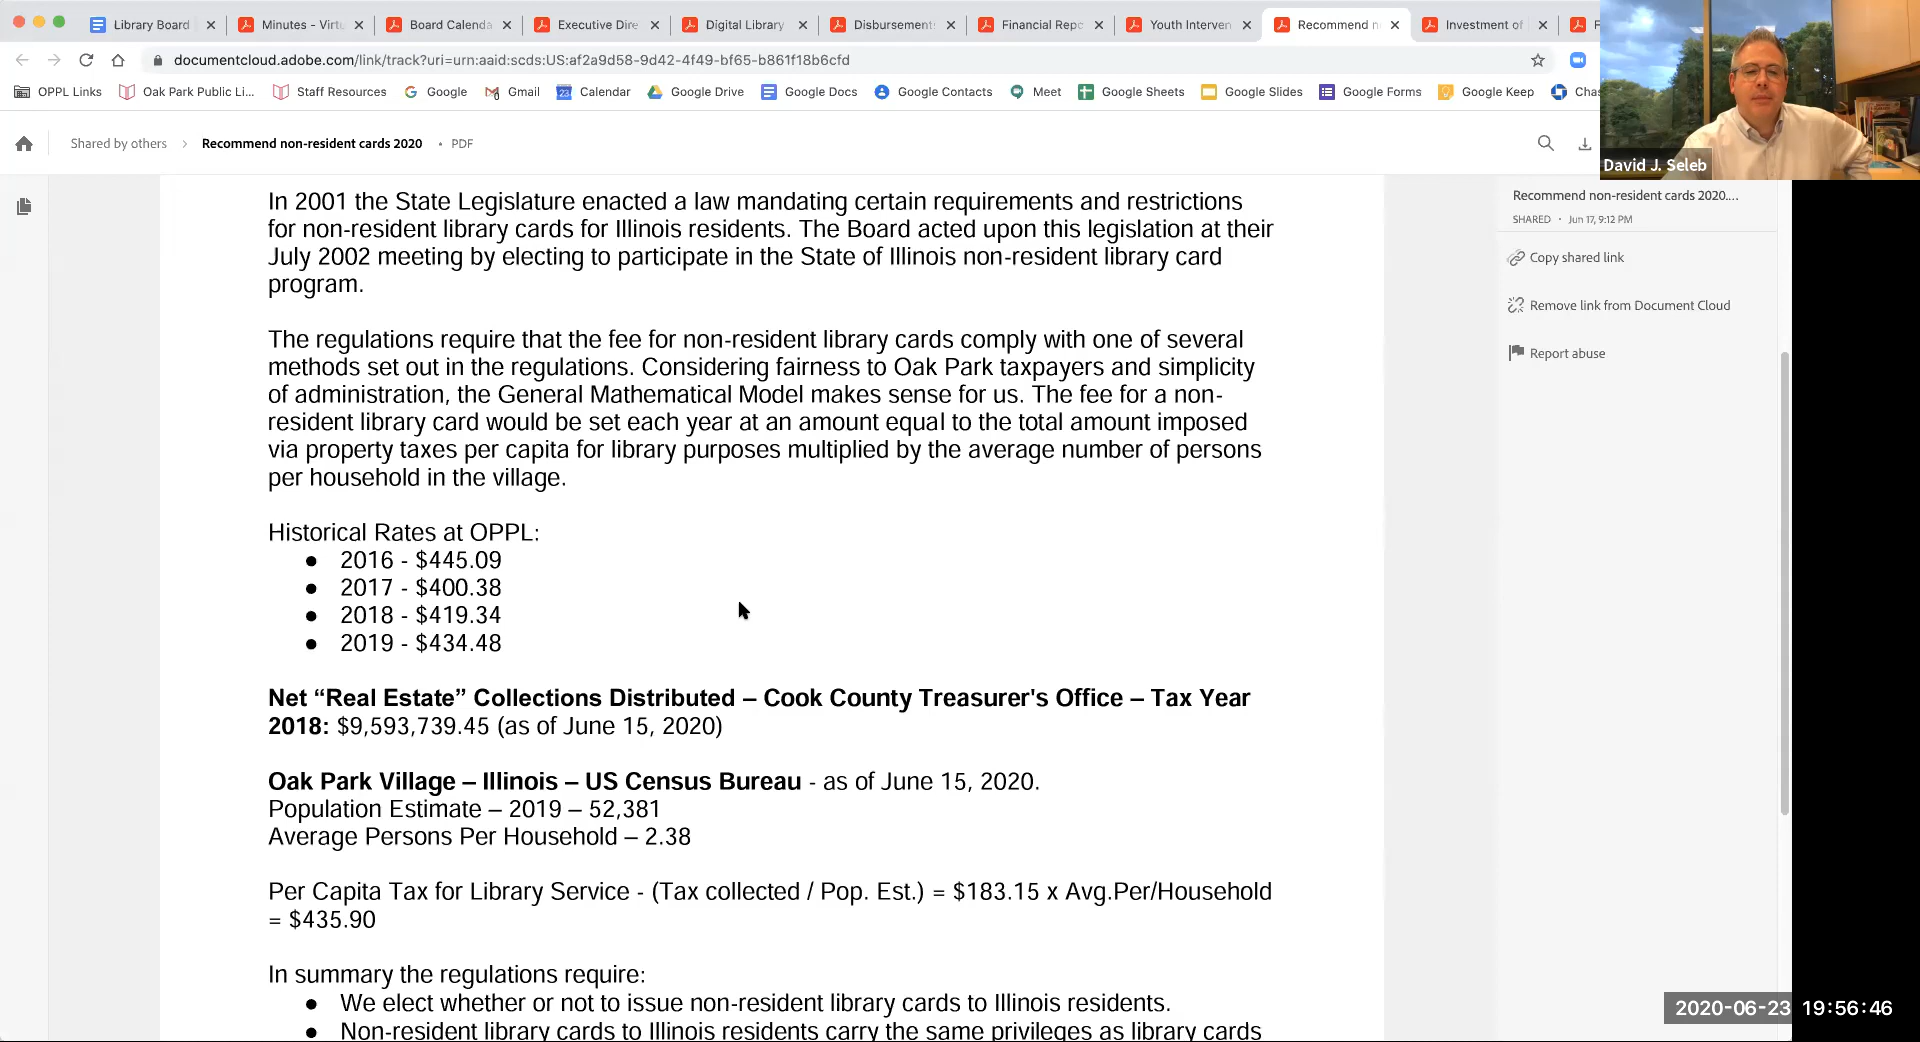 Library Board
Minutes - Virtu
Board Calenda
Executive Dire
Digital Library
Disbursement
Financial Repo
Youth Interven
Recommend n
Investment of
documentcloud.adobe.com/link/track?uri=urn:aaid:scds:US:af2a9d58-9d42-4f49-bf65-b861f18b6cfd
OPPL Links
Oak Park Public Li...
Staff Resources
Google
Gmail
Calendar
Google Drive
Google Docs
Google Contacts
Meet
Google Sheets
Google Slides
Google Forms
Google Keep
Chas
Shared by others > Recommend non-resident cards 2020 • PDF
David J. Seleb
In 2001 the State Legislature enacted a law mandating certain requirements and restrictions
for non-resident library cards for Illinois residents. The Board acted upon this legislation at their
July 2002 meeting by electing to participate in the State of Illinois non-resident library card
program.
The regulations require that the fee for non-resident library cards comply with one of several
methods set out in the regulations. Considering fairness to Oak Park taxpayers and simplicity
of administration, the General Mathematical Model makes sense for us. The fee for a non-
resident library card would be set each year at an amount equal to the total amount imposed
via property taxes per capita for library purposes multiplied by the average number of persons
per household in the village.
Historical Rates at OPPL:
● 2016 - $445.09
● 2017 - $400.38
● 2018 - $419.34
● 2019 - $434.48
Net “Real Estate” Collections Distributed – Cook County Treasurer's Office – Tax Year
2018: $9,593,739.45 (as of June 15, 2020)
Oak Park Village – Illinois – US Census Bureau - as of June 15, 2020.
Population Estimate – 2019 – 52,381
Average Persons Per Household – 2.38
Per Capita Tax for Library Service - (Tax collected / Pop. Est.) = $183.15 x Avg.Per/Household
= $435.90
In summary the regulations require:
● We elect whether or not to issue non-resident library cards to Illinois residents.
● Non-resident library cards to Illinois residents carry the same privileges as library cards
Recommend non-resident cards 2020....
SHARED • Jun 17, 9:12 PM
Copy shared link
Remove link from Document Cloud
Report abuse
2020-06-23 19:56:46